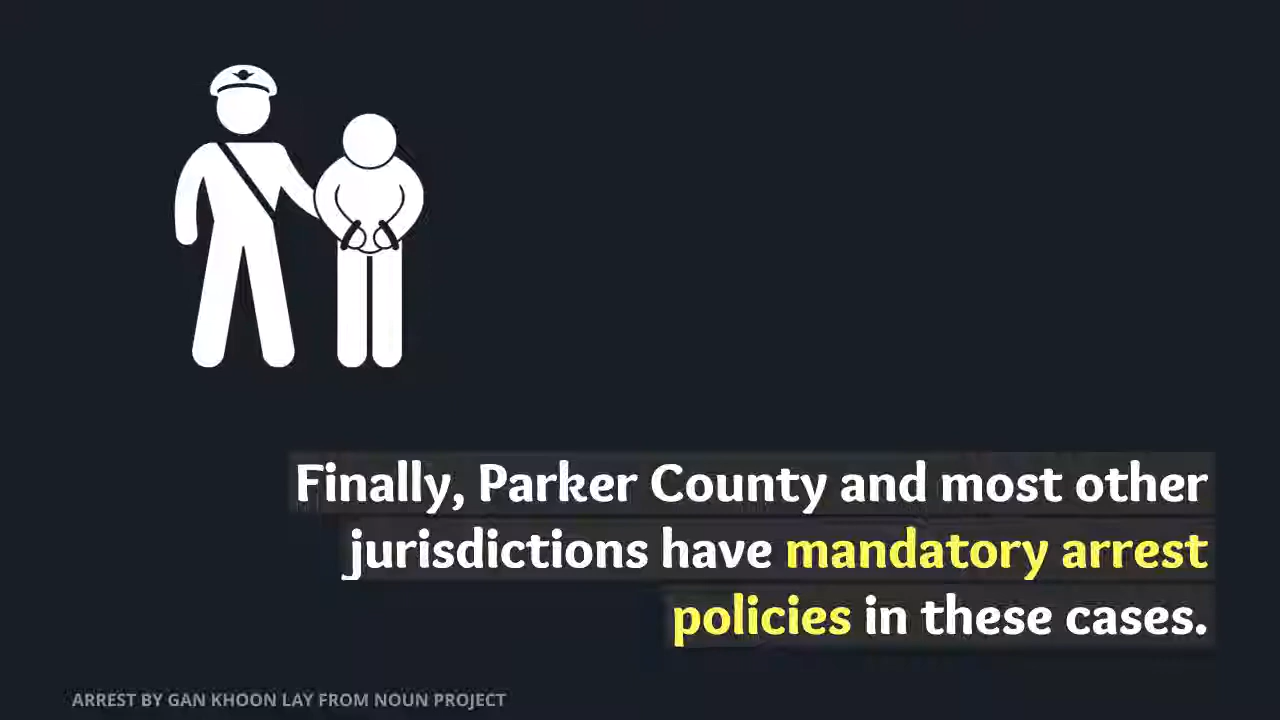 Finally, Parker County and most other
jurisdictions have mandatory arrest
policies in these cases.
ARREST BY GAN KHOON LAY FROM NOUN PROJECT